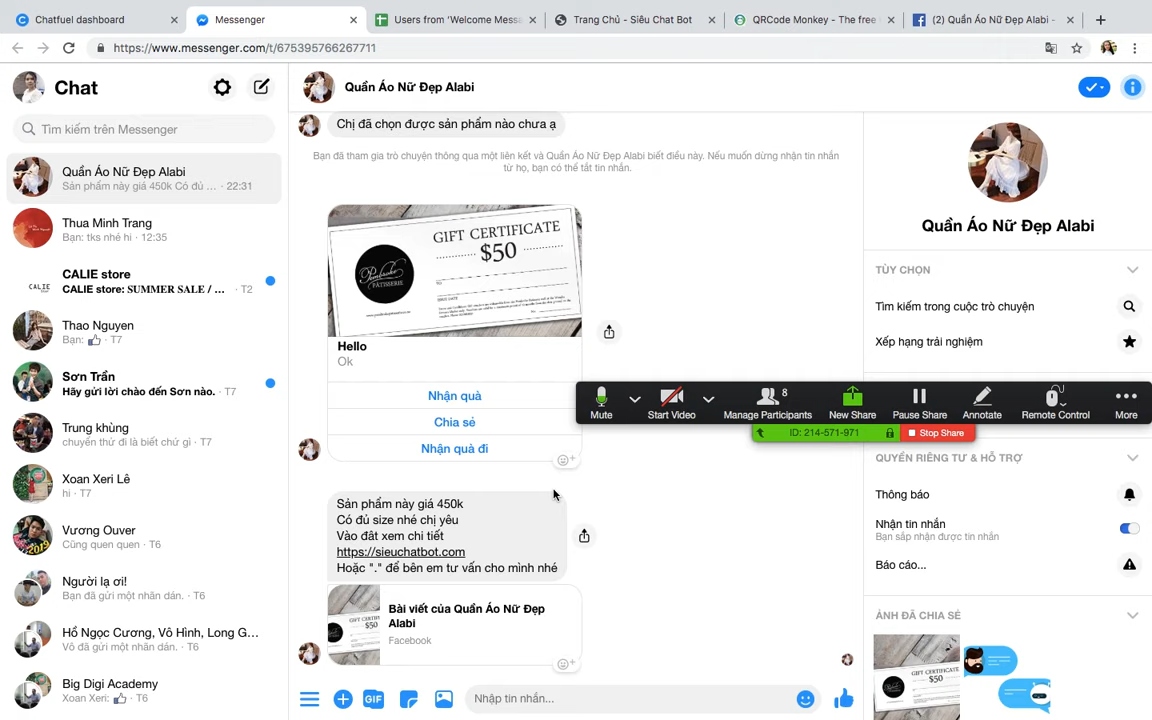 Chatfuel dashboard
Messenger
Users from 'Welcome Messa
Trang Chủ - Siêu Chat Bot
QRCode Monkey - The free
(2) Quần Áo Nữ Đẹp Alabi -
https://www.messenger.com/t/675395766267711
Chat
Tìm kiếm trên Messenger
Quần Áo Nữ Đẹp Alabi
Sản phẩm này giá 450k Có đủ ... · 22:31
Thua Minh Trang
Bạn: tks nhé hi · 12:35
CALIE
CALIE store
CALIE store: SUMMER SALE / ... · T2
Thao Nguyen
Bạn: 👍 · T7
Sơn Trần
Hãy gửi lời chào đến Sơn nào. · T7
Trung khùng
chuyến thứ đi là biết chứ gì · T7
Xoan Xeri Lê
hi · T7
Vương Ouver
Cũng quen quen · T6
Người lạ ơi!
Bạn đã gửi một nhãn dán. · T6
Hồ Ngọc Cương, Vô Hình, Long G...
Vô đã gửi một nhãn dán. · T6
Big Digi Academy
Xoan Xeri: 👍 · T6
Quần Áo Nữ Đẹp Alabi
Chị đã chọn được sản phẩm nào chưa ạ
Bạn đã tham gia trò chuyện thông qua một liên kết và Quần Áo Nữ Đẹp Alabi biết điều này. Nếu muốn dừng nhận tin nhắn
từ họ, bạn có thể tắt tin nhắn.
GIFT CERTIFICATE
$50
Pembroke
PATISSERIE
Hello
Ok
Nhận quà
Chia sẻ
Nhận quà đi
Sản phẩm này giá 450k
Có đủ size nhé chị yêu
Vào đât xem chi tiết
https://sieuchatbot.com
Hoặc "." để bên em tư vấn cho mình nhé
$50
Bài viết của Quần Áo Nữ Đẹp
Alabi
Facebook
GIF
Nhập tin nhắn...
Mute
Start Video
8
Manage Participants
New Share
Pause Share
Annotate
Remote Control
More
ID: 214-571-971
Stop Share
Quần Áo Nữ Đẹp Alabi
TÙY CHỌN
Tìm kiếm trong cuộc trò chuyện
Xếp hạng trải nghiệm
QUYỀN RIÊNG TƯ & HỖ TRỢ
Thông báo
Nhận tin nhắn
Bạn sắp nhận được tin nhắn
Báo cáo...
ẢNH ĐÃ CHIA SẺ
$50